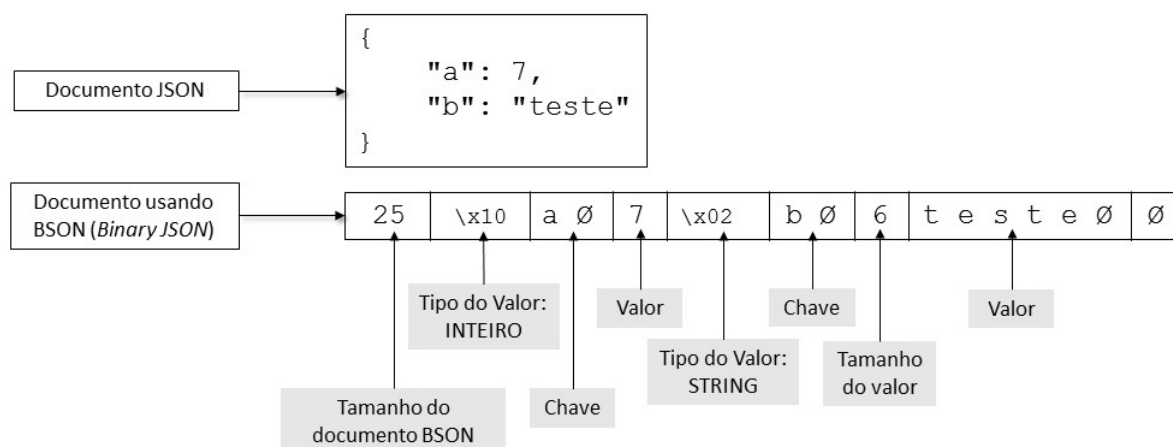 {
"a": 7,
Documento JSON
"b": "teste"
}
Documento usando
BSON (Binary JSON)
25 \x10 a Ø 7 \x02 b Ø 6 t e s t e Ø Ø
Tipo do Valor:
INTEIRO
Valor
Chave
Valor
Tipo do Valor:
STRING
Tamanho
do valor
Tamanho do
documento BSON
Chave